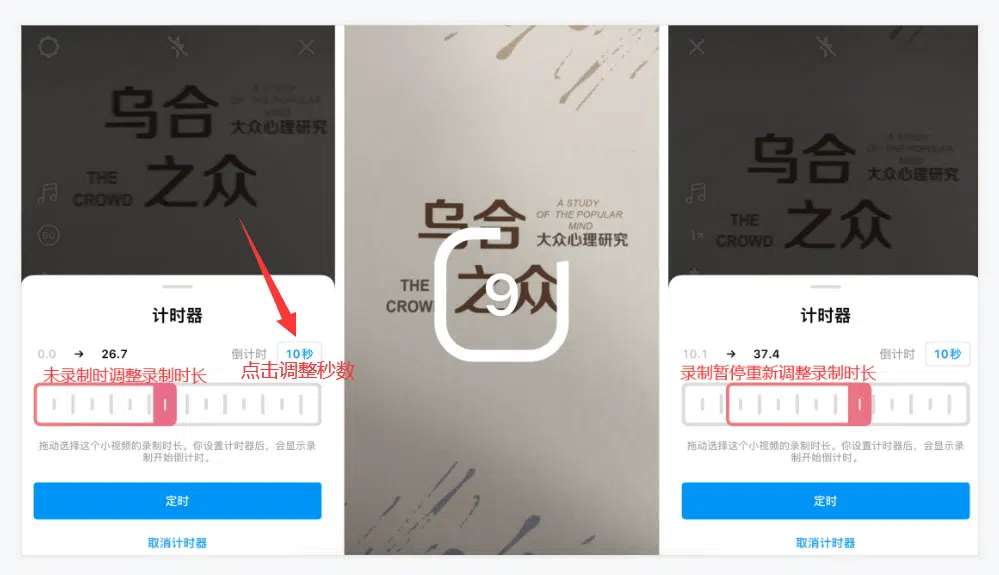 乌合
A STUDY
OF THE POPULAR
MIND
大众心理研究
THE
CROWD
之众
60
计时器
0.0 → 26.7
倒计时
10秒
未录制时调整录制时长
点击调整秒数
拖动选择这个小视频的录制时长。你设置计时器后，会显示录
制开始倒计时。
定时
取消计时器
乌合
A STUDY
OF THE POPULAR
MIND
大众心理研究
THE
CROWD
之众
9
乌合
A STUDY
OF THE POPULAR
MIND
大众心理研究
THE
CROWD
之众
1×
计时器
10.1 → 37.4
倒计时
10秒
录制暂停重新调整录制时长
拖动选择这个小视频的录制时长。你设置计时器后，会显示录
制开始倒计时。
定时
取消计时器